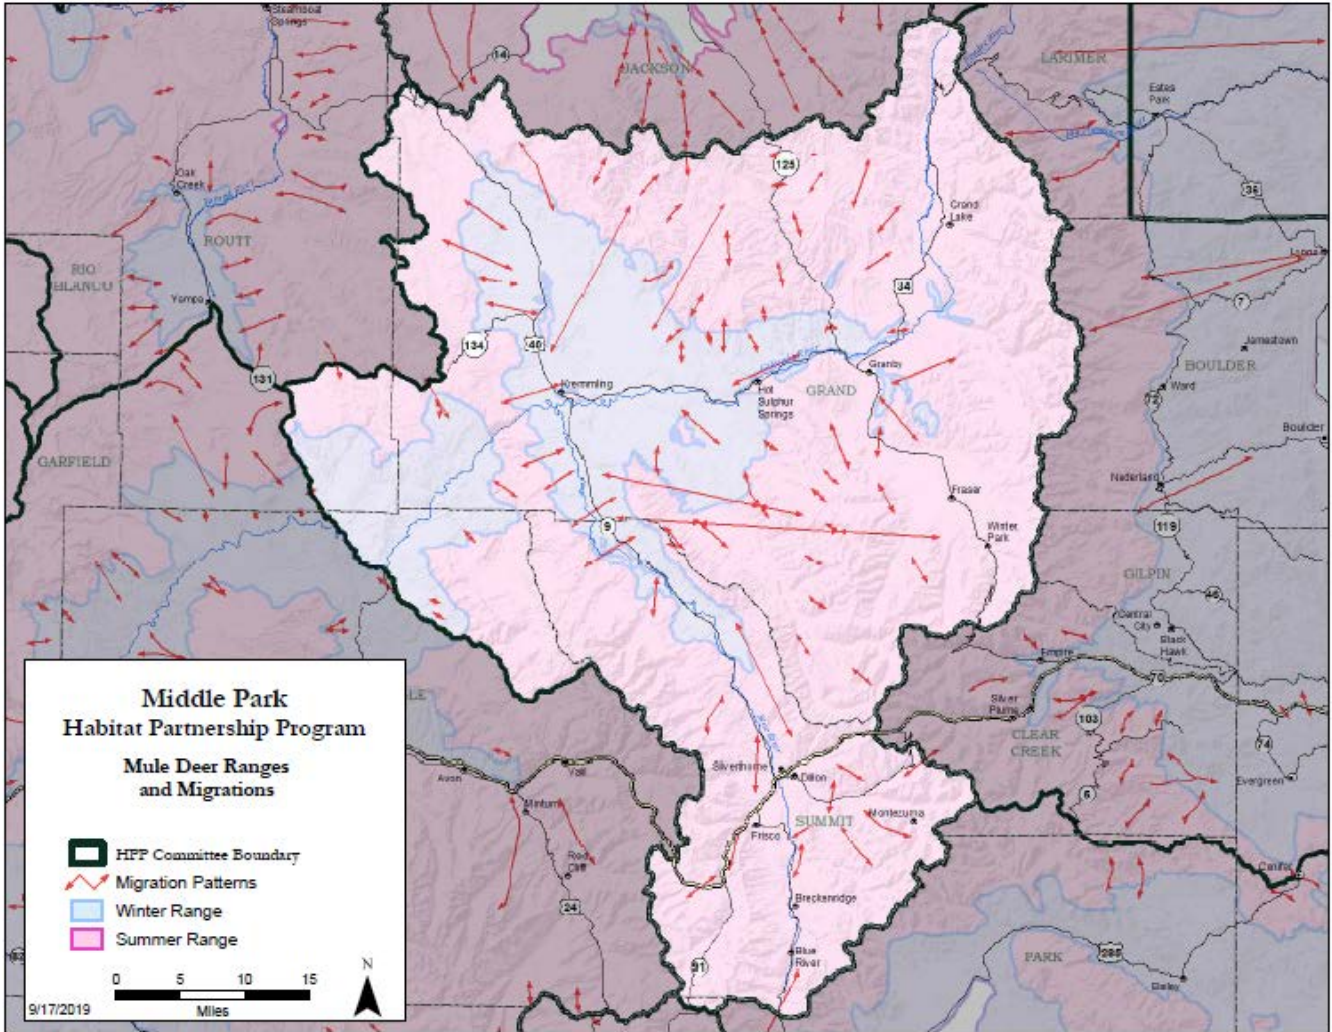 Steamboat
Springs
14
JACKSON
LARIMER
Estes
Park
125
36
Oak
Creek
Grand
Lake
ROUTT
RIO
BLANCO
Yampa
34
7
Jamestown
134
40
131
Granby
BOULDER
Kremmling
Hot
Sulphur
Springs
GRAND
Ward
72
Boulder
GARFIELD
Nederland
Fraser
9
Winter
Park
119
GILPIN
46
Central
City
Black
Hawk
Empire
70
Silver
Plume
103
CLEAR
CREEK
74
Evergreen
6
Middle Park
Habitat Partnership Program
Mule Deer Ranges
and Migrations
HPP Committee Boundary
Migration Patterns
Winter Range
Summer Range
0 5 10 15
Miles
N
9/17/2019
Avon
Vail
Minturn
Red
Cliff
24
Silverthorne
Dillon
Montezuma
SUMMIT
Frisco
Breckenridge
Blue
River
91
Conifer
PARK
285
Bailey